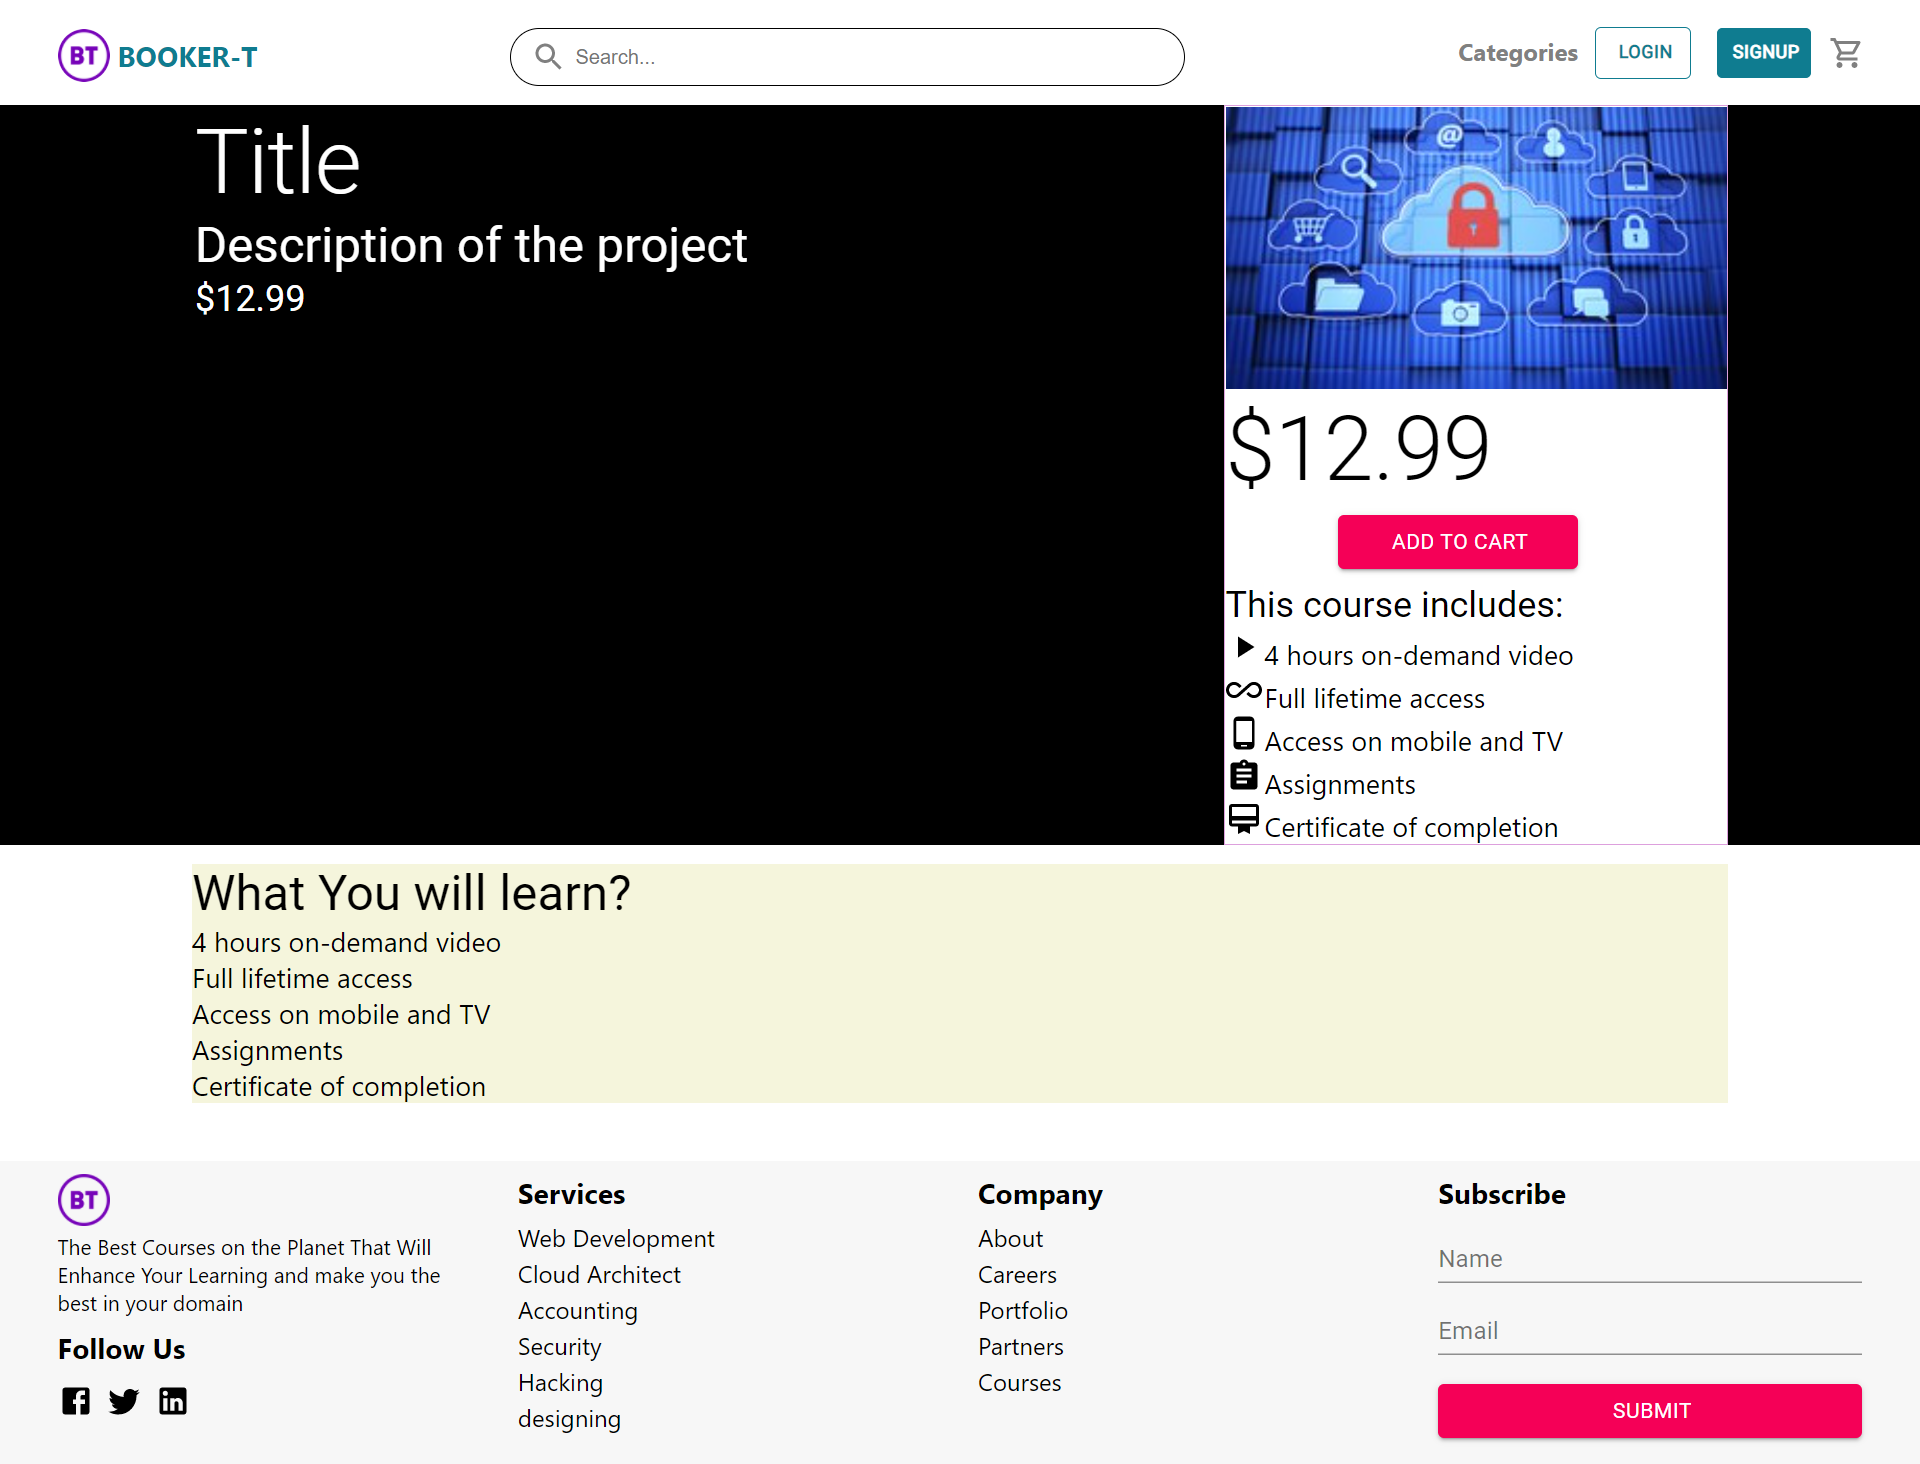 BT BOOKER-T
Search...
Categories
LOGIN
SIGNUP
Title
Description of the project
$12.99
@
$12.99
ADD TO CART
This course includes:
4 hours on-demand video
Full lifetime access
Access on mobile and TV
Assignments
Certificate of completion
What You will learn?
4 hours on-demand video
Full lifetime access
Access on mobile and TV
Assignments
Certificate of completion
BT
The Best Courses on the Planet That Will
Enhance Your Learning and make you the
best in your domain
Follow Us
Services
Web Development
Cloud Architect
Accounting
Security
Hacking
designing
Company
About
Careers
Portfolio
Partners
Courses
Subscribe
Name
Email
SUBMIT